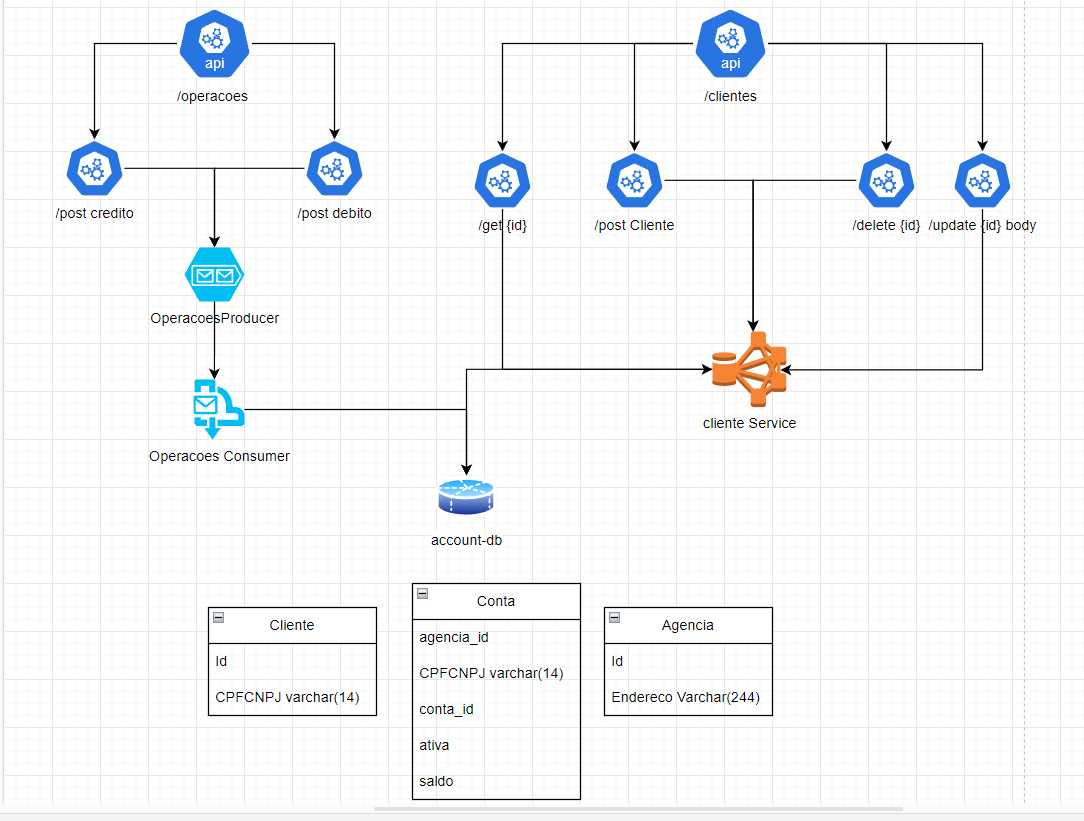 api
api
/operacoes
/clientes
/post credito
/post debito
/get {id}
/post Cliente
/delete {id}
/update {id} body
OperacoesProducer
cliente Service
Operacoes Consumer
account-db
Cliente
Id
CPFCNPJ varchar(14)
Conta
agencia_id
CPFCNPJ varchar(14)
conta_id
ativa
saldo
Agencia
Id
Endereco Varchar(244)